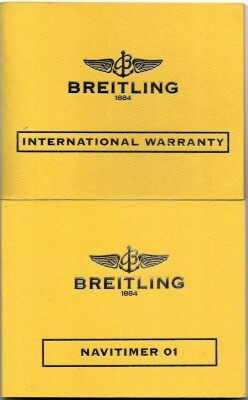 BREITLING
1884
INTERNATIONAL WARRANTY
BREITLING
1884
NAVITIMER 01